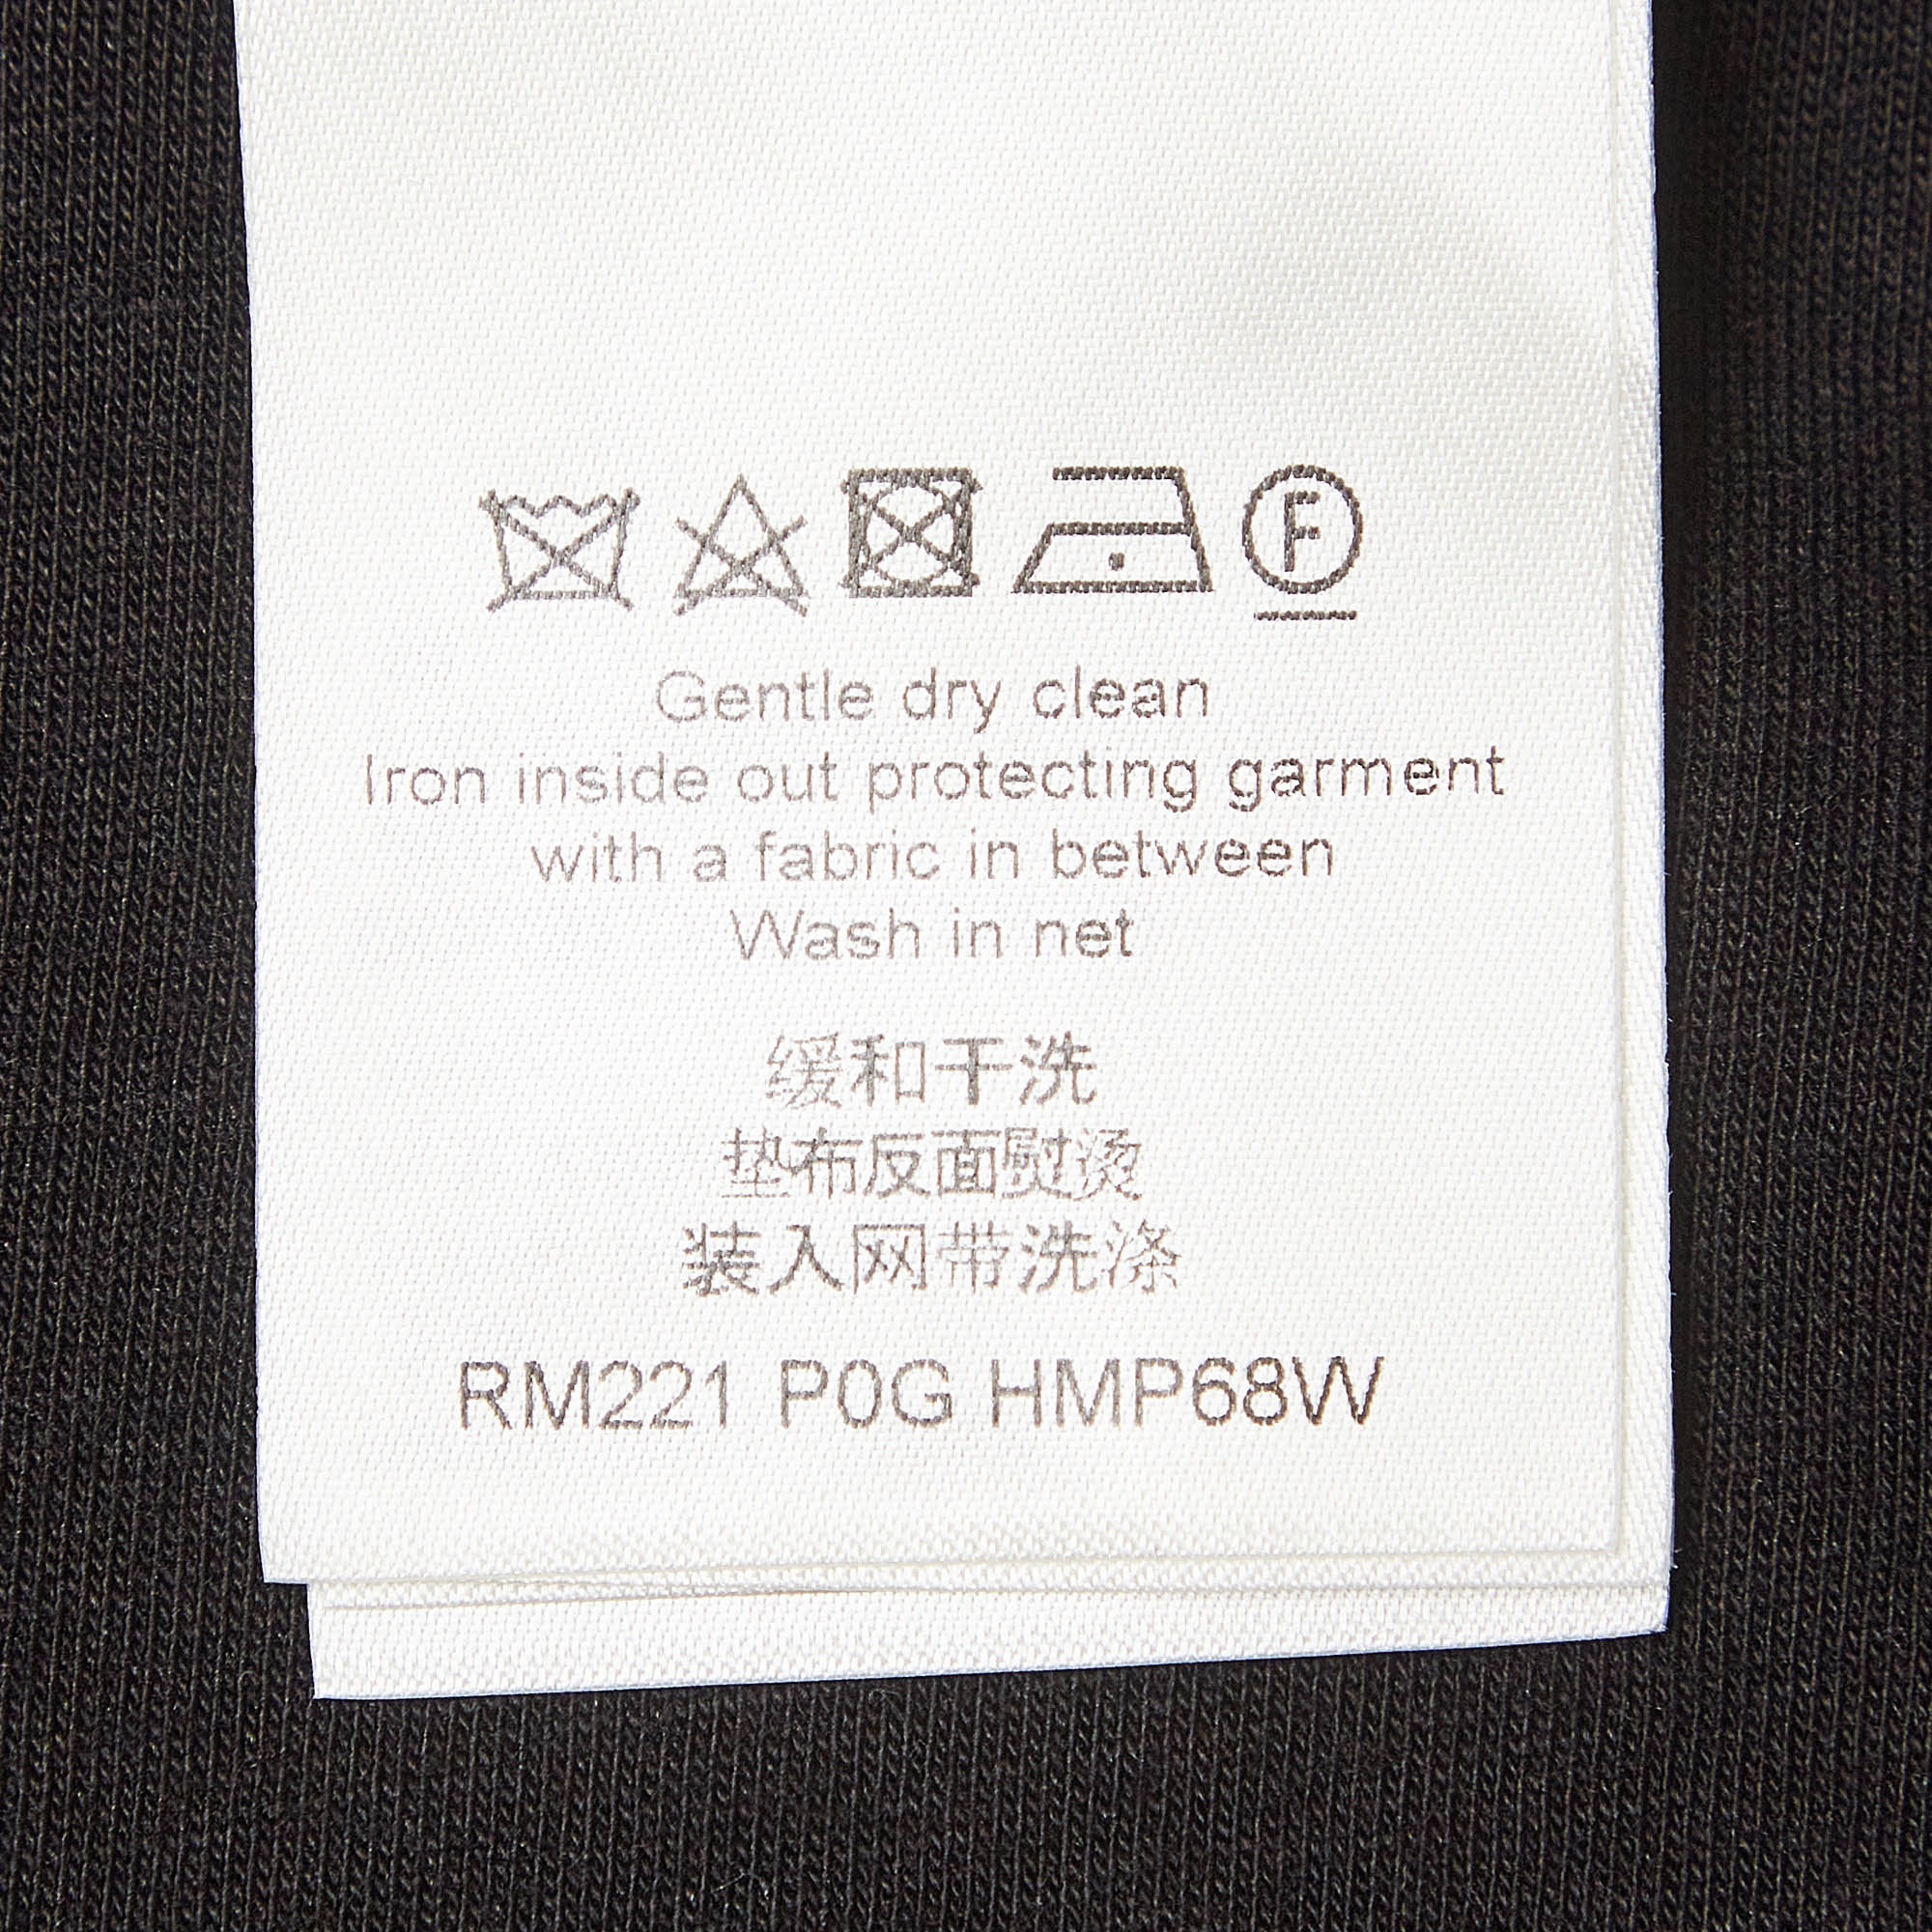 F
Gentle dry clean
Iron inside out protecting garment
with a fabric in between
Wash in net
缓和干洗
垫布反面熨烫
装入网带洗涤
RM221 P0G HMP68W